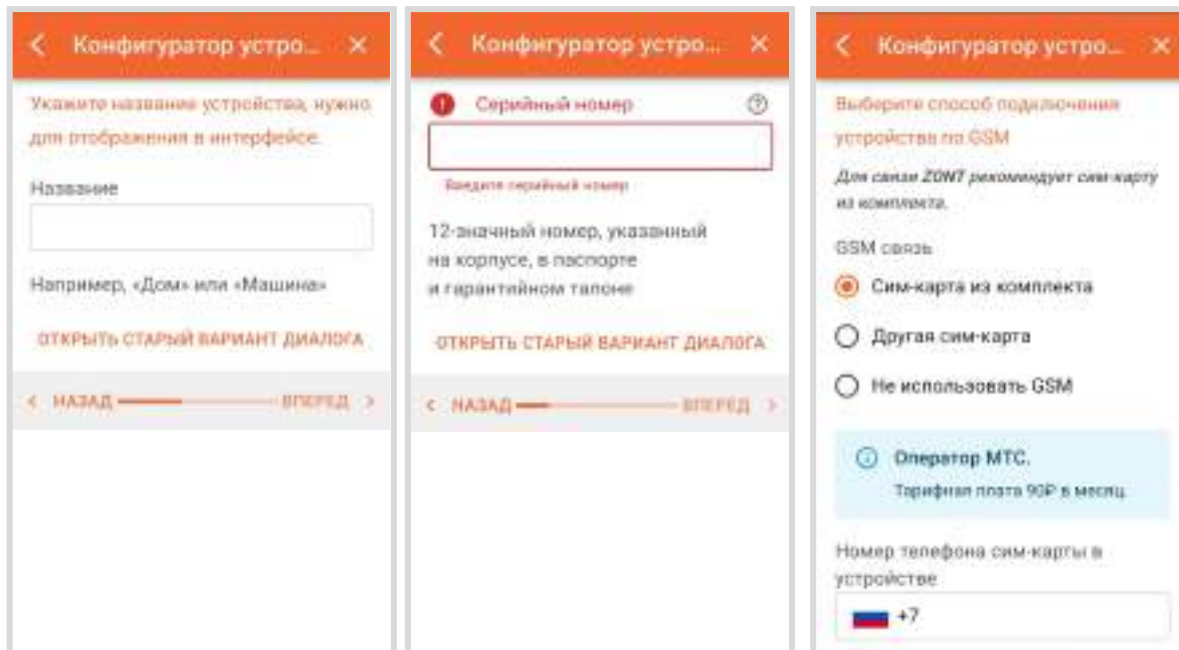 Конфигуратор устро...
Укажите название устройства, нужно
для отображения в интерфейсе.
Название
Например, «Дом» или «Машина»
ОТКРЫТЬ СТАРЫЙ ВАРИАНТ ДИАЛОГА
НАЗАД
ВПЕРЕД
Конфигуратор устро...
Серийный номер
Введите серийный номер
12-значный номер, указанный
на корпусе, в паспорте
и гарантийном талоне
ОТКРЫТЬ СТАРЫЙ ВАРИАНТ ДИАЛОГА
НАЗАД
ВПЕРЕД
Конфигуратор устро...
Выберите способ подключения
устройства по GSM
Для связи ZONT рекомендует сим-карту
из комплекта.
GSM связь
Сим-карта из комплекта
Другая сим-карта
Не использовать GSM
Оператор МТС.
Тарифная плата 90₽ в месяц.
Номер телефона сим-карты в
устройстве
+7